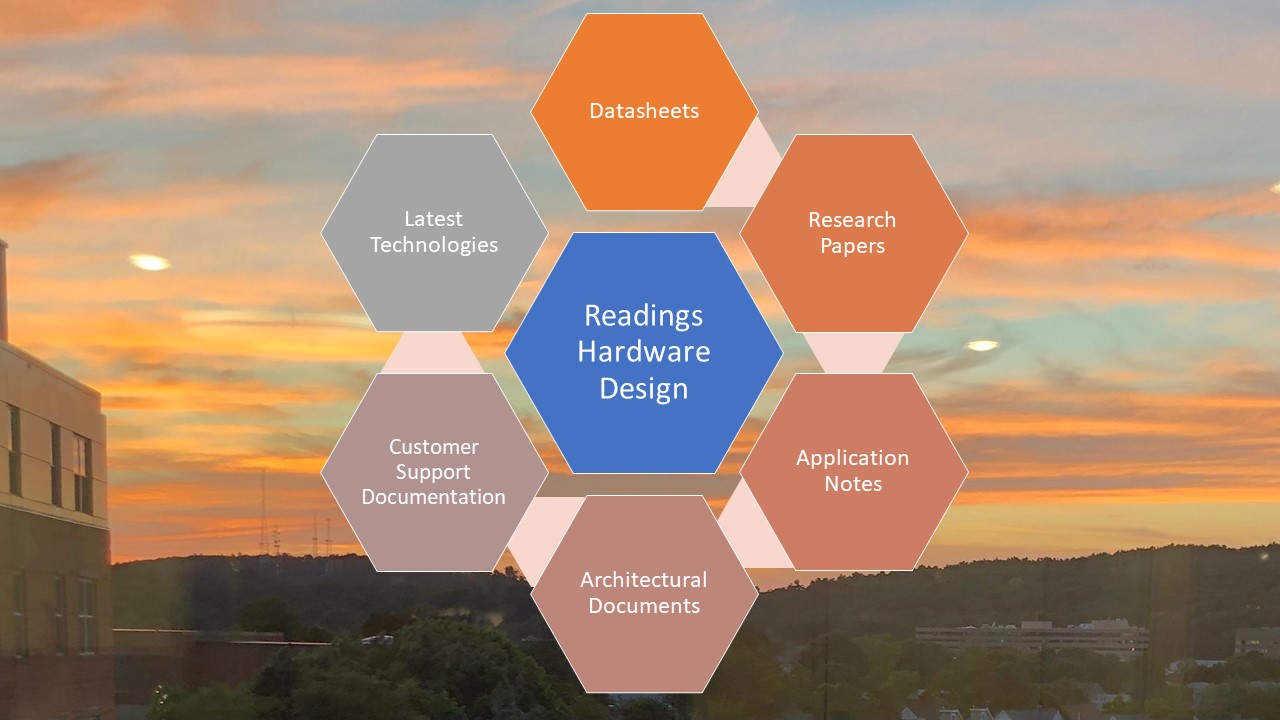 Datasheets
Latest
Technologies
Research
Papers
Readings
Hardware
Design
Customer
Support
Documentation
Application
Notes
Architectural
Documents